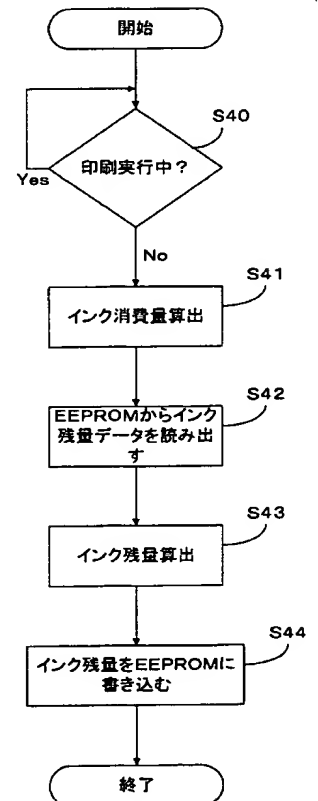 開始
S40
印刷実行中？
Yes
No
S41
インク消費量算出
S42
EEPROMからインク
残量データを読み出
す
S43
インク残量算出
S44
インク残量をEEPROMに
書き込む
終了